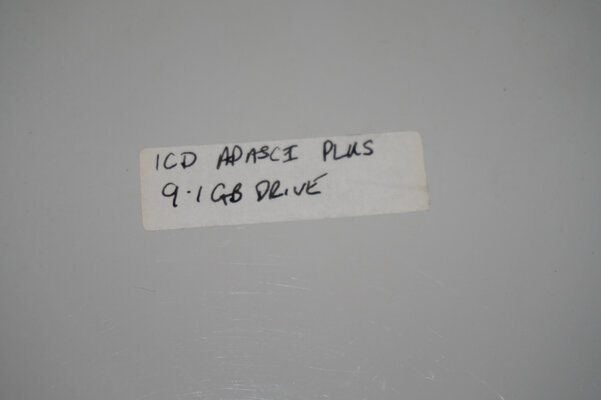 ICD ADASCI PLUS
9.1GB DRIVE